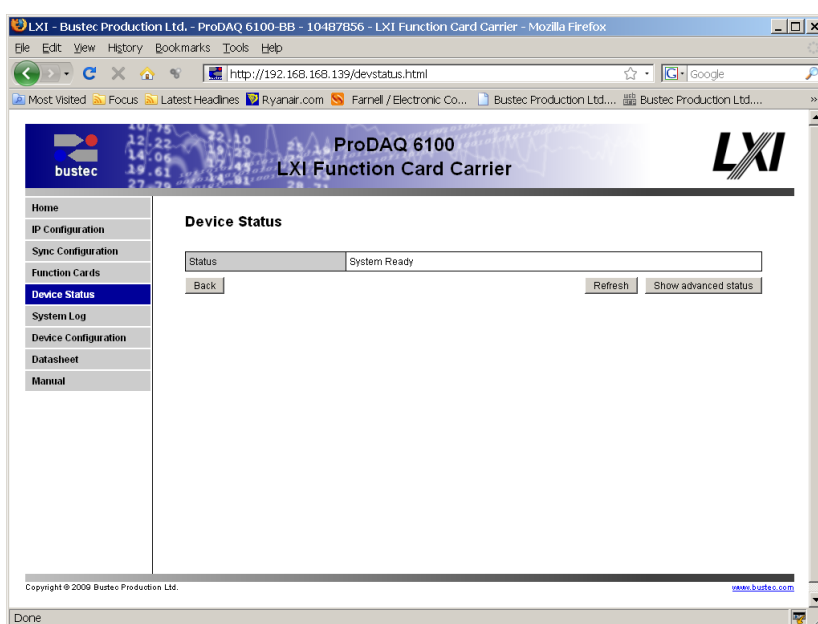 LXI - Bustec Production Ltd. - ProDAQ 6100-BB - 10487856 - LXI Function Card Carrier - Mozilla Firefox
File Edit View History Bookmarks Tools Help
http://192.168.168.139/devstatus.html
G Google
Most Visited Focus Latest Headlines Ryanair.com Farnell / Electronic Co... Bustec Production Ltd.... Bustec Production Ltd.... »
bustec
ProDAQ 6100
LXI Function Card Carrier
LXI
Home
IP Configuration
Sync Configuration
Function Cards
Device Status
System Log
Device Configuration
Datasheet
Manual
Device Status
Status System Ready
Back Refresh Show advanced status
Copyright © 2009 Bustec Production Ltd. www.bustec.com
Done